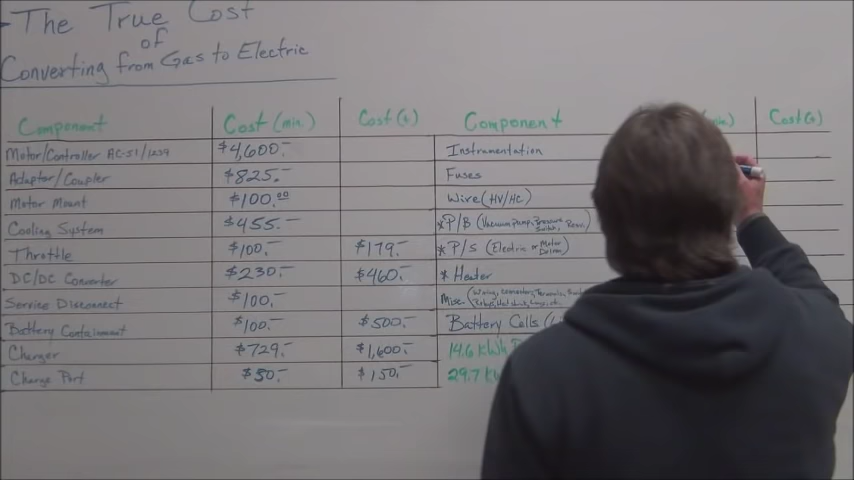 The True Cost
of
Converting from Gas to Electric
Component Cost (min.) Cost ($) Component Cost ($)
Motor/Controller AC-51/1239 $4,600.- Instrumentation
Adaptor/Coupler $825.- Fuses
Motor Mount $100.00 Wire (HV/HC)
Cooling System $455.- *P/B (Vacuum pump, Pressure Switch, Resv.)
Throttle $100.- $179.- *P/S (Electric or Motor Driven)
DC/DC Converter $230.- $460.- *Heater
Service Disconnect $100.- Misc.
Battery Containment $100.- $500.- Battery Cells
Charger $729.- $1,600.- 14.6 kWh
Charge Port $50.- $150.- 29.7